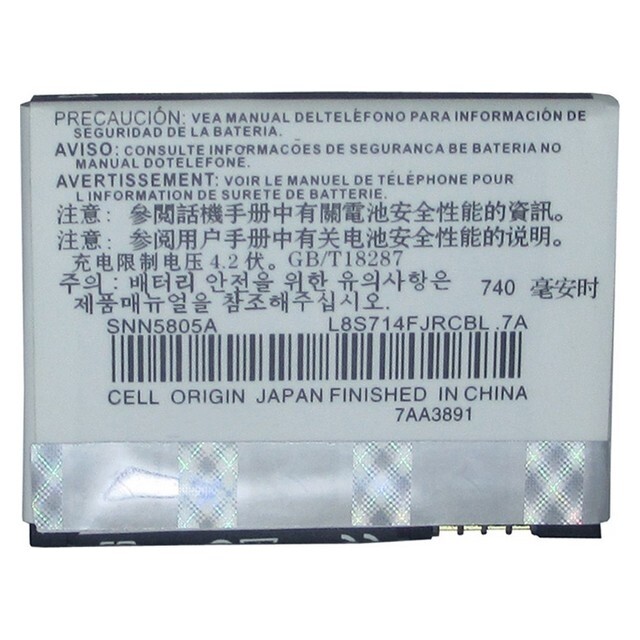 PRECAUCIÓN: VEA MANUAL DELTELÉFONO PARA INFORMACIÓN DE
SEGURIDAD DE LA BATERIA.
AVISO: CONSULTE INFORMACOES DE SEGURANCA BE BATERIA NO
MANUAL DOTELEFONE.
AVERTISSEMENT: VOIR LE MANUEL DE TÉLÉPHONE POUR
L INFORMATION DE SURETE DE BATTERIE.
注意: 參閱話機手册中有關電池安全性能的資訊。
注意: 参阅用户手册中有关电池安全性能的说明。
充电限制电压4.2伏。GB/T18287
주의: 배터리 안전을 위한 유의사항은
제품매뉴얼을 참조해 주십시오.
740 毫安时
SNN5805A L8S714FJRCBL .7A
CELL ORIGIN JAPAN FINISHED IN CHINA
7AA3891